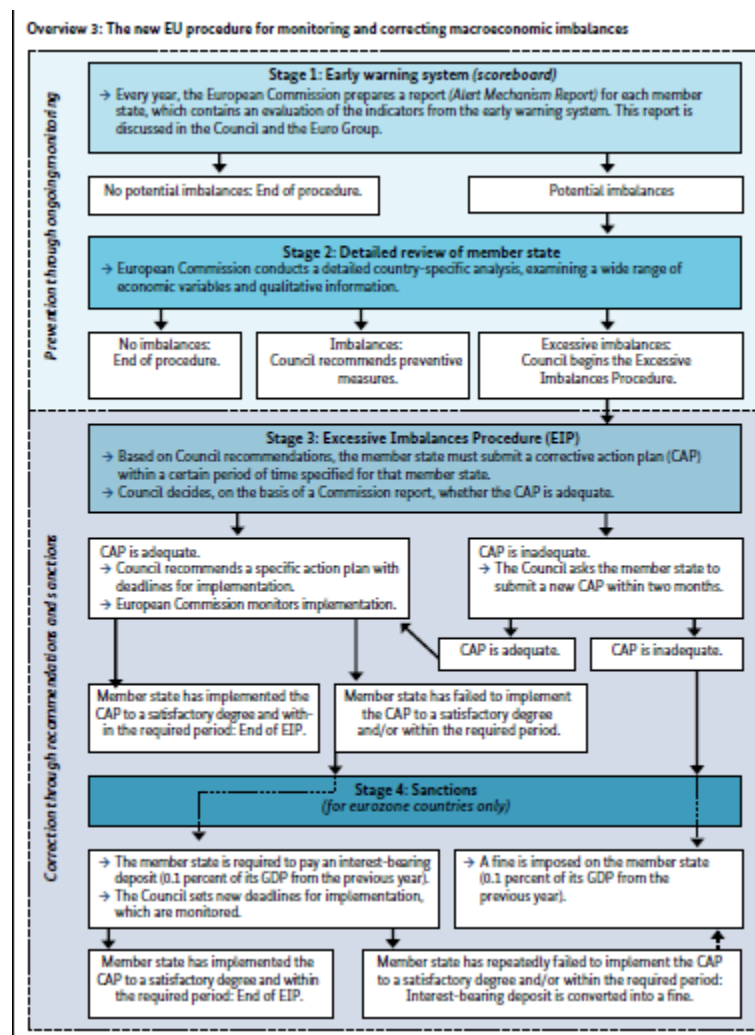 Overview 3: The new EU procedure for monitoring and correcting macroeconomic imbalances
Prevention through ongoing monitoring
Stage 1: Early warning system (scoreboard)
→ Every year, the European Commission prepares a report (Alert Mechanism Report) for each member
state, which contains an evaluation of the indicators from the early warning system. This report is
discussed in the Council and the Euro Group.
No potential imbalances: End of procedure.
Potential imbalances
Stage 2: Detailed review of member state
→ European Commission conducts a detailed country-specific analysis, examining a wide range of
economic variables and qualitative information.
No imbalances:
End of procedure.
Imbalances:
Council recommends preventive
measures.
Excessive imbalances:
Council begins the Excessive
Imbalances Procedure.
Correction through recommendations and sanctions
Stage 3: Excessive Imbalances Procedure (EIP)
→ Based on Council recommendations, the member state must submit a corrective action plan (CAP)
within a certain period of time specified for that member state.
→ Council decides, on the basis of a Commission report, whether the CAP is adequate.
CAP is adequate.
→ Council recommends a specific action plan with
deadlines for implementation.
→ European Commission monitors implementation.
CAP is inadequate.
→ The Council asks the member state to
submit a new CAP within two months.
CAP is adequate.
CAP is inadequate.
Member state has implemented the
CAP to a satisfactory degree and with-
in the required period: End of EIP.
Member state has failed to implement
the CAP to a satisfactory degree
and/or within the required period.
Stage 4: Sanctions
(for eurozone countries only)
→ The member state is required to pay an interest-bearing
deposit (0.1 percent of its GDP from the previous year).
→ The Council sets new deadlines for implementation,
which are monitored.
→ A fine is imposed on the member state
(0.1 percent of its GDP from the
previous year).
Member state has implemented the
CAP to a satisfactory degree and within
the required period: End of EIP.
Member state has repeatedly failed to implement the CAP
to a satisfactory degree and/or within the required period:
Interest-bearing deposit is converted into a fine.